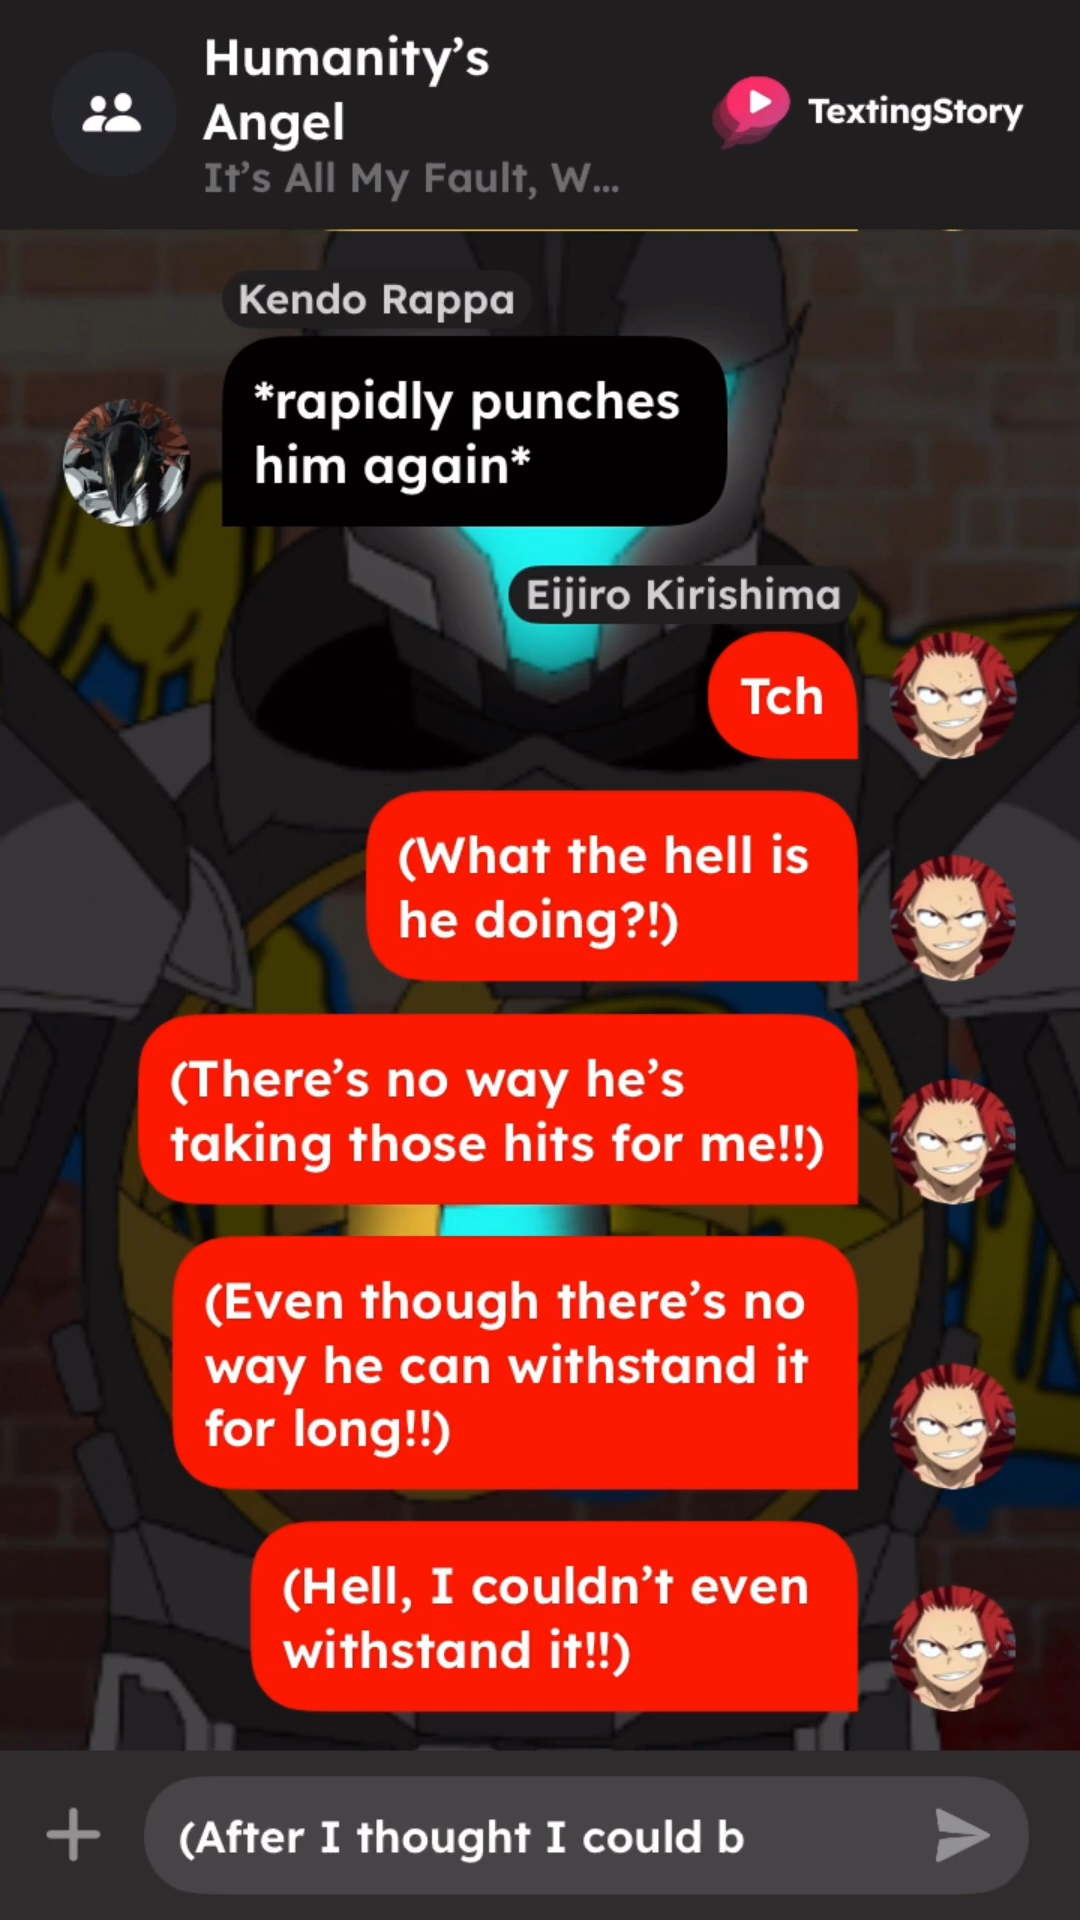 Humanity's
Angel
It's All My Fault, W...
TextingStory
Kendo Rappa
*rapidly punches
him again*
Eijiro Kirishima
Tch
(What the hell is
he doing?!)
(There's no way he's
taking those hits for me!!)
(Even though there's no
way he can withstand it
for long!!)
(Hell, I couldn't even
withstand it!!)
(After I thought I could b